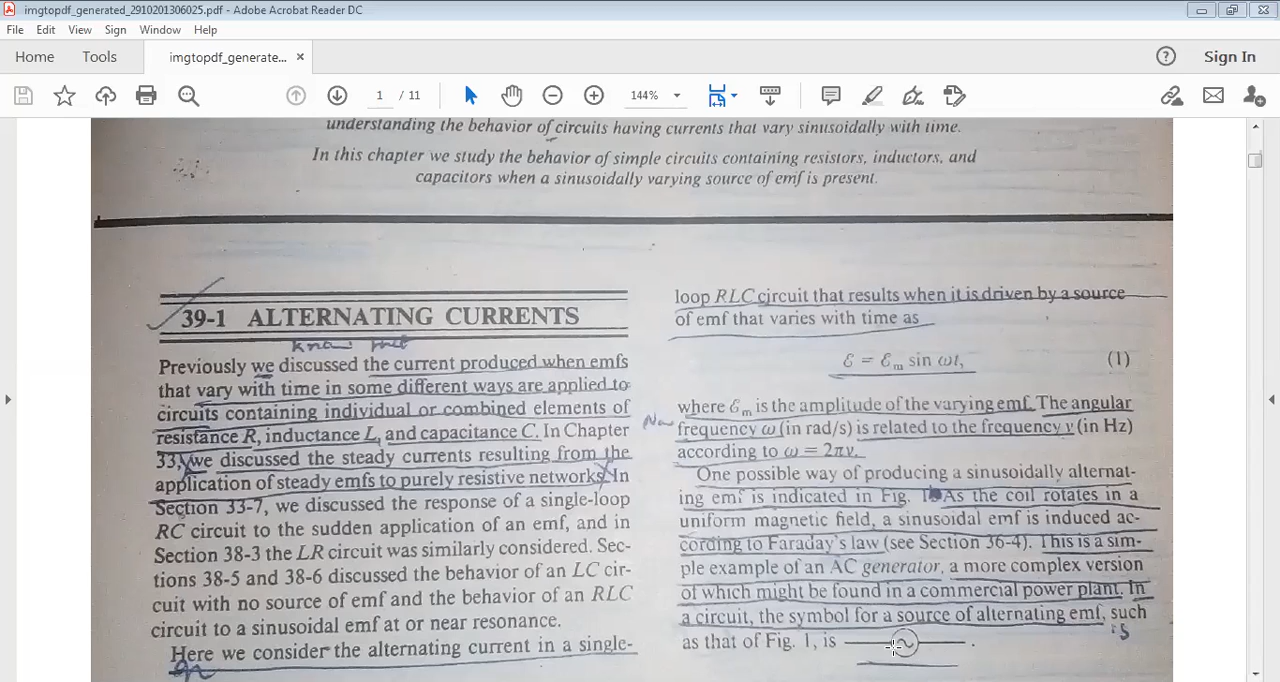 imgtopdf_generated_2910201306025.pdf - Adobe Acrobat Reader DC
File Edit View Sign Window Help
Home Tools imgtopdf_generate... × Sign In
1 / 11 144%
understanding the behavior of circuits having currents that vary sinusoidally with time.
In this chapter we study the behavior of simple circuits containing resistors, inductors, and
capacitors when a sinusoidally varying source of emf is present.
39-1 ALTERNATING CURRENTS
Previously we discussed the current produced when emfs
that vary with time in some different ways are applied to
circuits containing individual or combined elements of
resistance R, inductance L, and capacitance C. In Chapter
33, we discussed the steady currents resulting from the
application of steady emfs to purely resistive networks. In
Section 33-7, we discussed the response of a single-loop
RC circuit to the sudden application of an emf, and in
Section 38-3 the LR circuit was similarly considered. Sec-
tions 38-5 and 38-6 discussed the behavior of an LC cir-
cuit with no source of emf and the behavior of an RLC
circuit to a sinusoidal emf at or near resonance.
Here we consider the alternating current in a single-
loop RLC circuit that results when it is driven by a source
of emf that varies with time as
ℰ = ℰm sin ωt, (1)
where ℰm is the amplitude of the varying emf. The angular
frequency ω (in rad/s) is related to the frequency ν (in Hz)
according to ω = 2πν.
One possible way of producing a sinusoidally alternat-
ing emf is indicated in Fig. 1. As the coil rotates in a
uniform magnetic field, a sinusoidal emf is induced ac-
cording to Faraday's law (see Section 36-4). This is a sim-
ple example of an AC generator, a more complex version
of which might be found in a commercial power plant. In
a circuit, the symbol for a source of alternating emf, such
is
as that of Fig. 1, is .